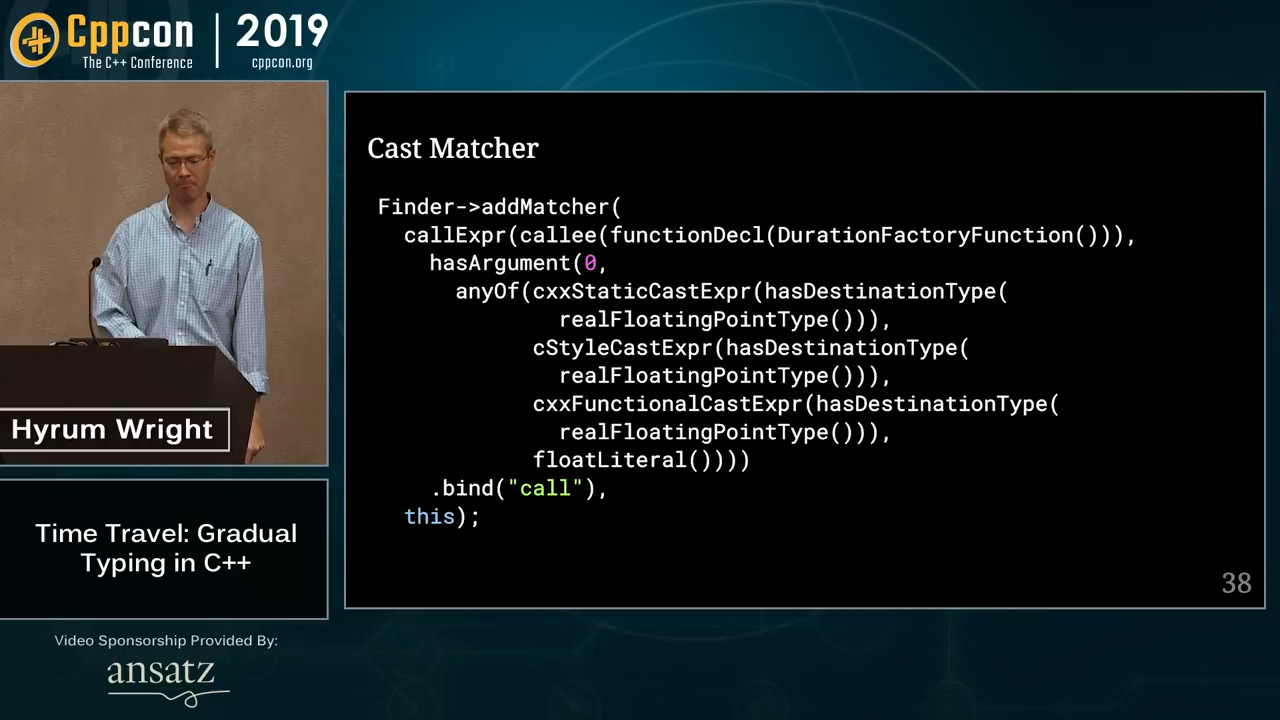 Cppcon
The C++ Conference
2019
cppcon.org
Hyrum Wright
Time Travel: Gradual
Typing in C++
Video Sponsorship Provided By:
ansatz
Cast Matcher
Finder->addMatcher(
callExpr(callee(functionDecl(DurationFactoryFunction())),
hasArgument(0,
anyOf(cxxStaticCastExpr(hasDestinationType(
realFloatingPointType())),
cStyleCastExpr(hasDestinationType(
realFloatingPointType())),
cxxFunctionalCastExpr(hasDestinationType(
realFloatingPointType())),
floatLiteral())))
.bind("call"),
this);
38